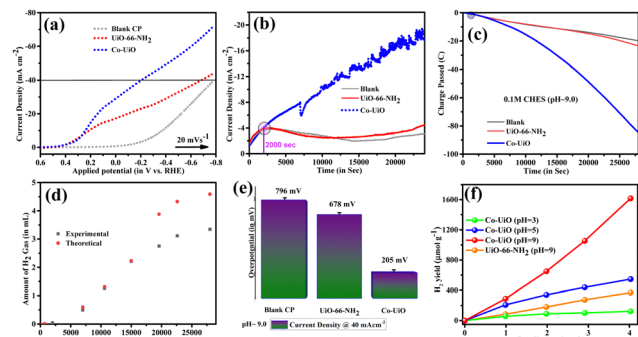 (a)
Blank CP
UiO-66-NH₂
Co-UiO
20 mVs⁻¹
Current Density (mA cm⁻²)
-80
-60
-40
-20
0
0.6 0.4 0.2 0.0 -0.2 -0.4 -0.6 -0.8
Applied potential (in V vs. RHE)
(b)
Blank
UiO-66-NH₂
Co-UiO
2000 sec
Current Density (mA cm⁻²)
-20
-16
-12
-8
-4
0
0 5000 10000 15000 20000
Time (in Sec)
(c)
0.1M CHES (pH~9.0)
Blank
UiO-66-NH₂
Co-UiO
Charge Passed (C)
0
-20
-40
-60
-80
-100
0 5000 10000 15000 20000 25000
Time (in Sec)
(d)
Experimental
Theoretical
Amount of H₂ Gas (in mL)
5
4
3
2
1
0
0 5000 10000 15000 20000 25000
Time (in Sec)
(e)
796 mV
678 mV
205 mV
Overpotential (in mV)
Blank CP UiO-66-NH₂ Co-UiO
pH~ 9.0 Current Density @ 40 mAcm⁻²
(f)
Co-UiO (pH=3)
Co-UiO (pH=5)
Co-UiO (pH=9)
UiO-66-NH₂ (pH=9)
H₂ yield (μmol g⁻¹)
1600
1200
800
400
0
0 1 2 3 4